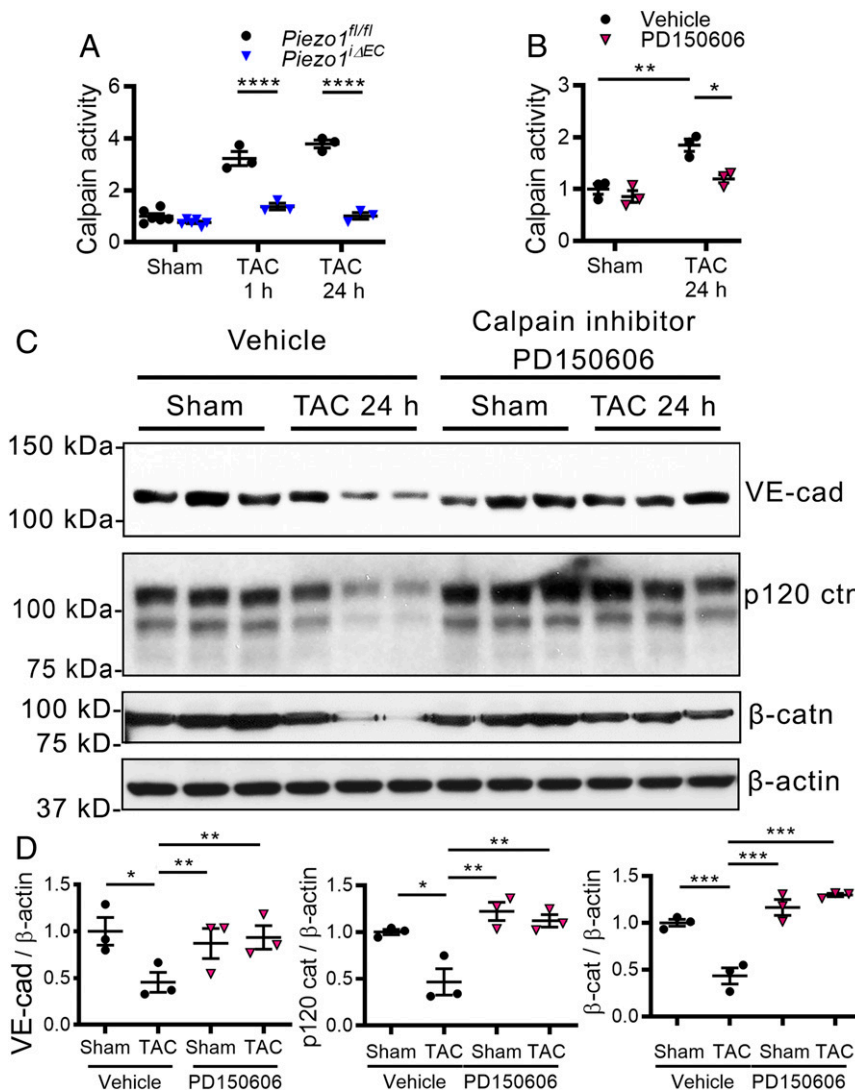 A
Piezo1fl/fl
Piezo1iΔEC
Calpain activity
6
4
2
0
****
****
Sham
TAC
1 h
TAC
24 h
B
Vehicle
PD150606
Calpain activity
3
2
1
0
**
*
Sham
TAC
24 h
C
Vehicle
Calpain inhibitor
PD150606
Sham
TAC 24 h
Sham
TAC 24 h
150 kDa-
100 kDa-
VE-cad
100 kDa-
75 kDa-
p120 ctr
100 kD-
75 kD-
β-catn
37 kD-
β-actin
D
VE-cad / β-actin
1.5
1.0
0.5
0.0
*
**
**
Sham TAC Sham TAC
Vehicle PD150606
p120 cat / β-actin
1.5
1.0
0.5
0.0
*
**
**
Sham TAC Sham TAC
Vehicle PD150606
β-cat / β-actin
1.5
1.0
0.5
0.0
***
***
***
Sham TAC Sham TAC
Vehicle PD150606